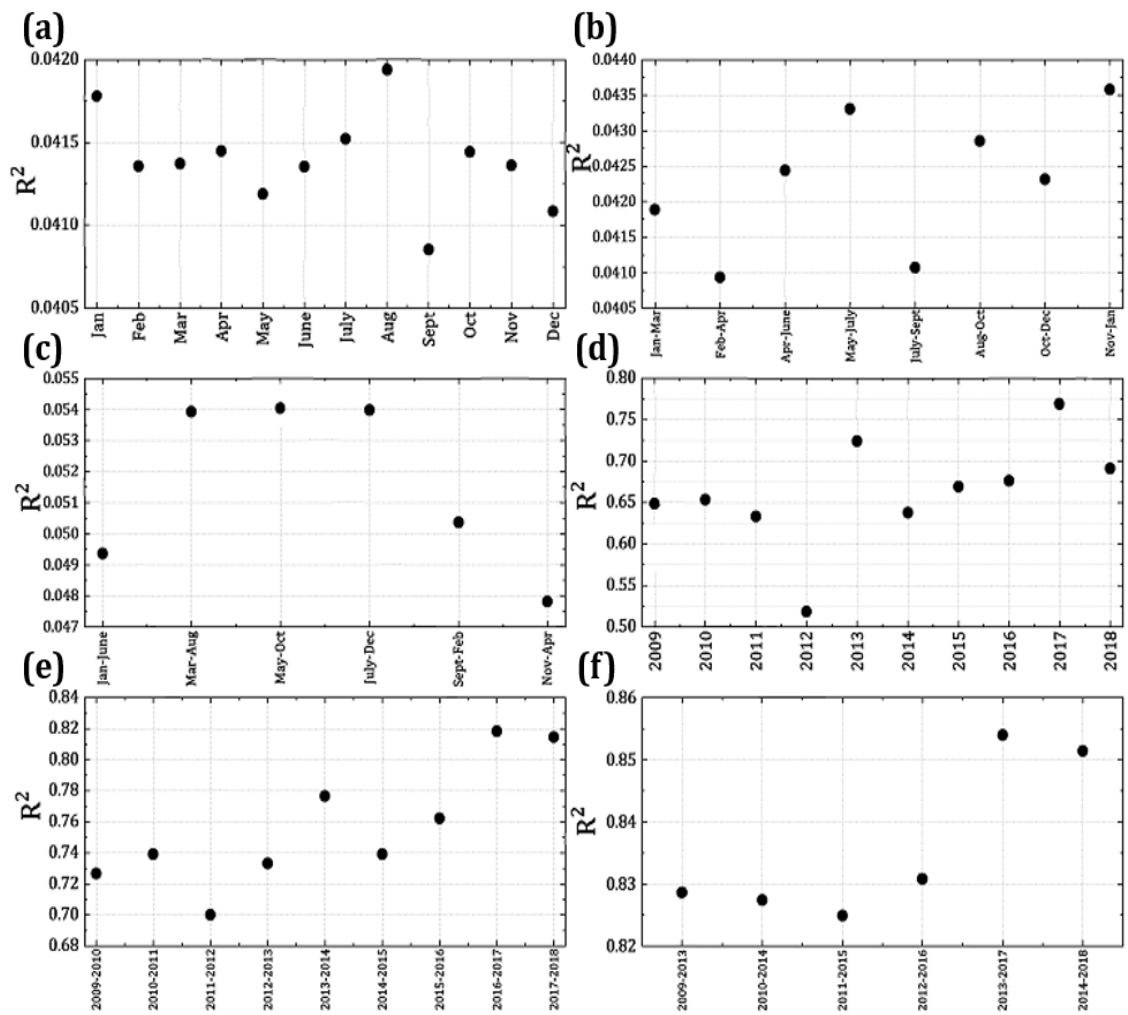 (a)
R²
0.0420
0.0415
0.0410
0.0405
Jan
Feb
Mar
Apr
May
June
July
Aug
Sept
Oct
Nov
Dec
(b)
R²
0.0440
0.0435
0.0430
0.0425
0.0420
0.0415
0.0410
0.0405
Jan-Mar
Feb-Apr
Apr-June
May-July
July-Sept
Aug-Oct
Oct-Dec
Nov-Jan
(c)
R²
0.055
0.054
0.053
0.052
0.051
0.050
0.049
0.048
0.047
Jan-June
Mar-Aug
May-Oct
July-Dec
Sept-Feb
Nov-Apr
(d)
R²
0.80
0.75
0.70
0.65
0.60
0.55
0.50
2009
2010
2011
2012
2013
2014
2015
2016
2017
2018
(e)
R²
0.84
0.82
0.80
0.78
0.76
0.74
0.72
0.70
0.68
2009-2010
2010-2011
2011-2012
2012-2013
2013-2014
2014-2015
2015-2016
2016-2017
2017-2018
(f)
R²
0.86
0.85
0.84
0.83
0.82
2009-2013
2010-2014
2011-2015
2012-2016
2013-2017
2014-2018